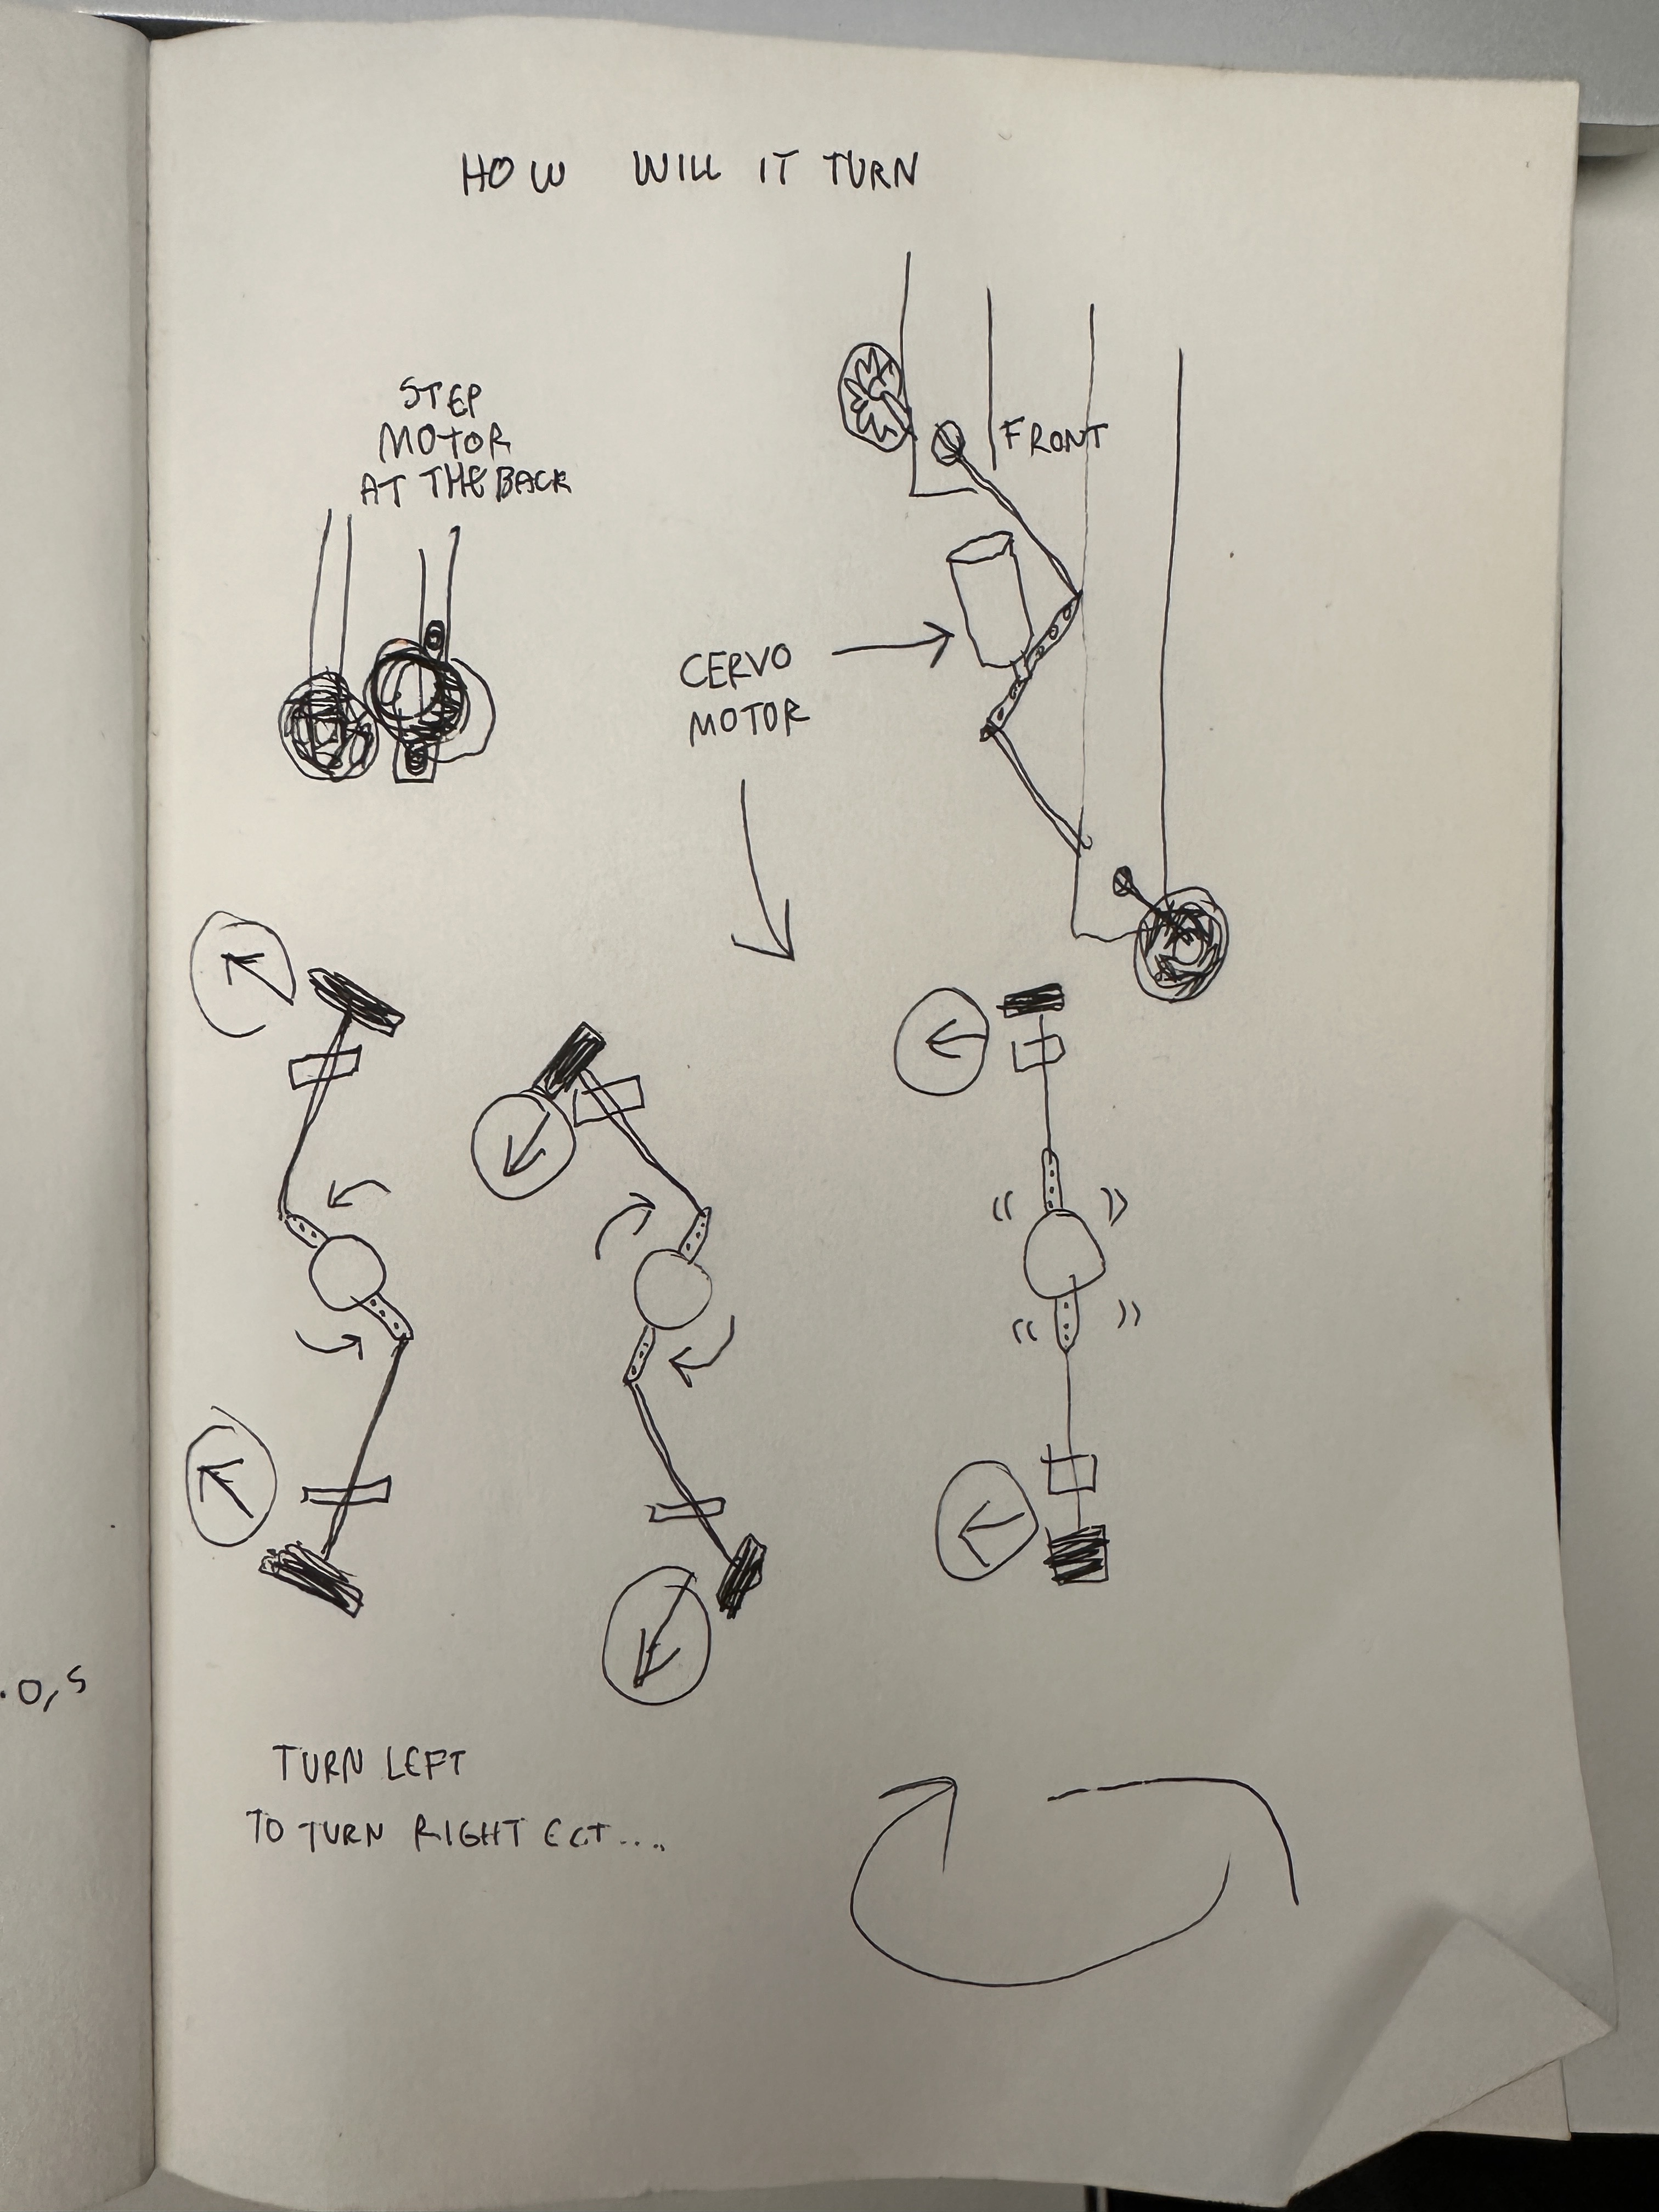 HOW WILL IT TURN
STEP
MOTOR
AT THE BACK
FRONT
CERVO
MOTOR
.0,5
TURN LEFT
TO TURN RIGHT ECT....